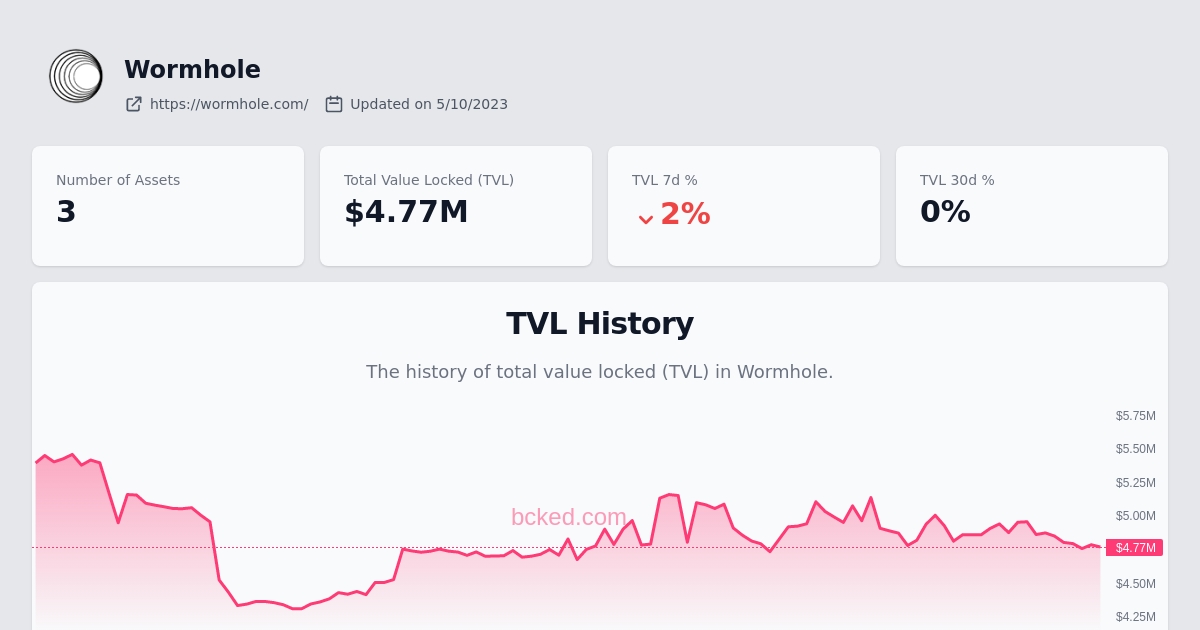 Wormhole
https://wormhole.com/ Updated on 5/10/2023
Number of Assets
3
Total Value Locked (TVL)
$4.77M
TVL 7d %
2%
TVL 30d %
0%
TVL History
The history of total value locked (TVL) in Wormhole.
$5.75M
$5.50M
$5.25M
$5.00M
bcked.com
$4.77M
$4.50M
$4.25M